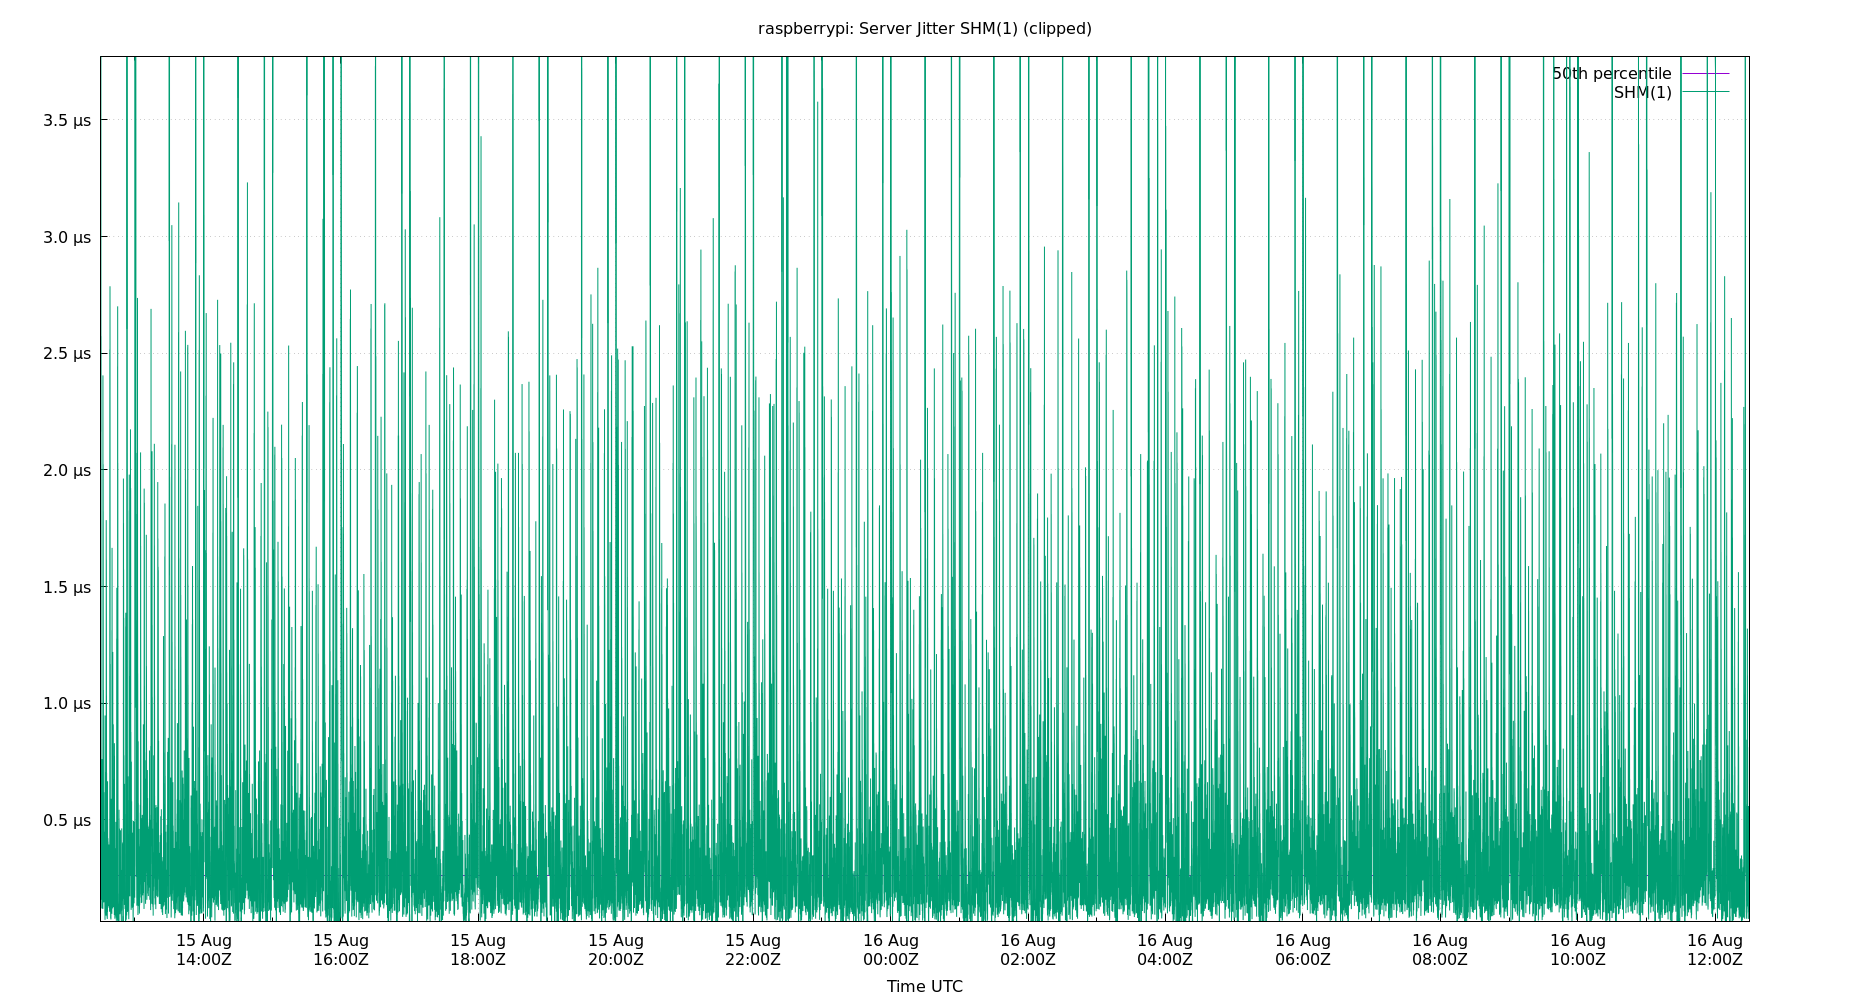 raspberrypi: Server Jitter SHM(1) (clipped)
50th percentile
SHM(1)
3.5 µs
3.0 µs
2.5 µs
2.0 µs
1.5 µs
1.0 µs
0.5 µs
15 Aug 15 Aug 15 Aug 15 Aug 15 Aug 16 Aug 16 Aug 16 Aug 16 Aug 16 Aug 16 Aug 16 Aug
14:00Z 16:00Z 18:00Z 20:00Z 22:00Z 00:00Z 02:00Z 04:00Z 06:00Z 08:00Z 10:00Z 12:00Z
Time UTC